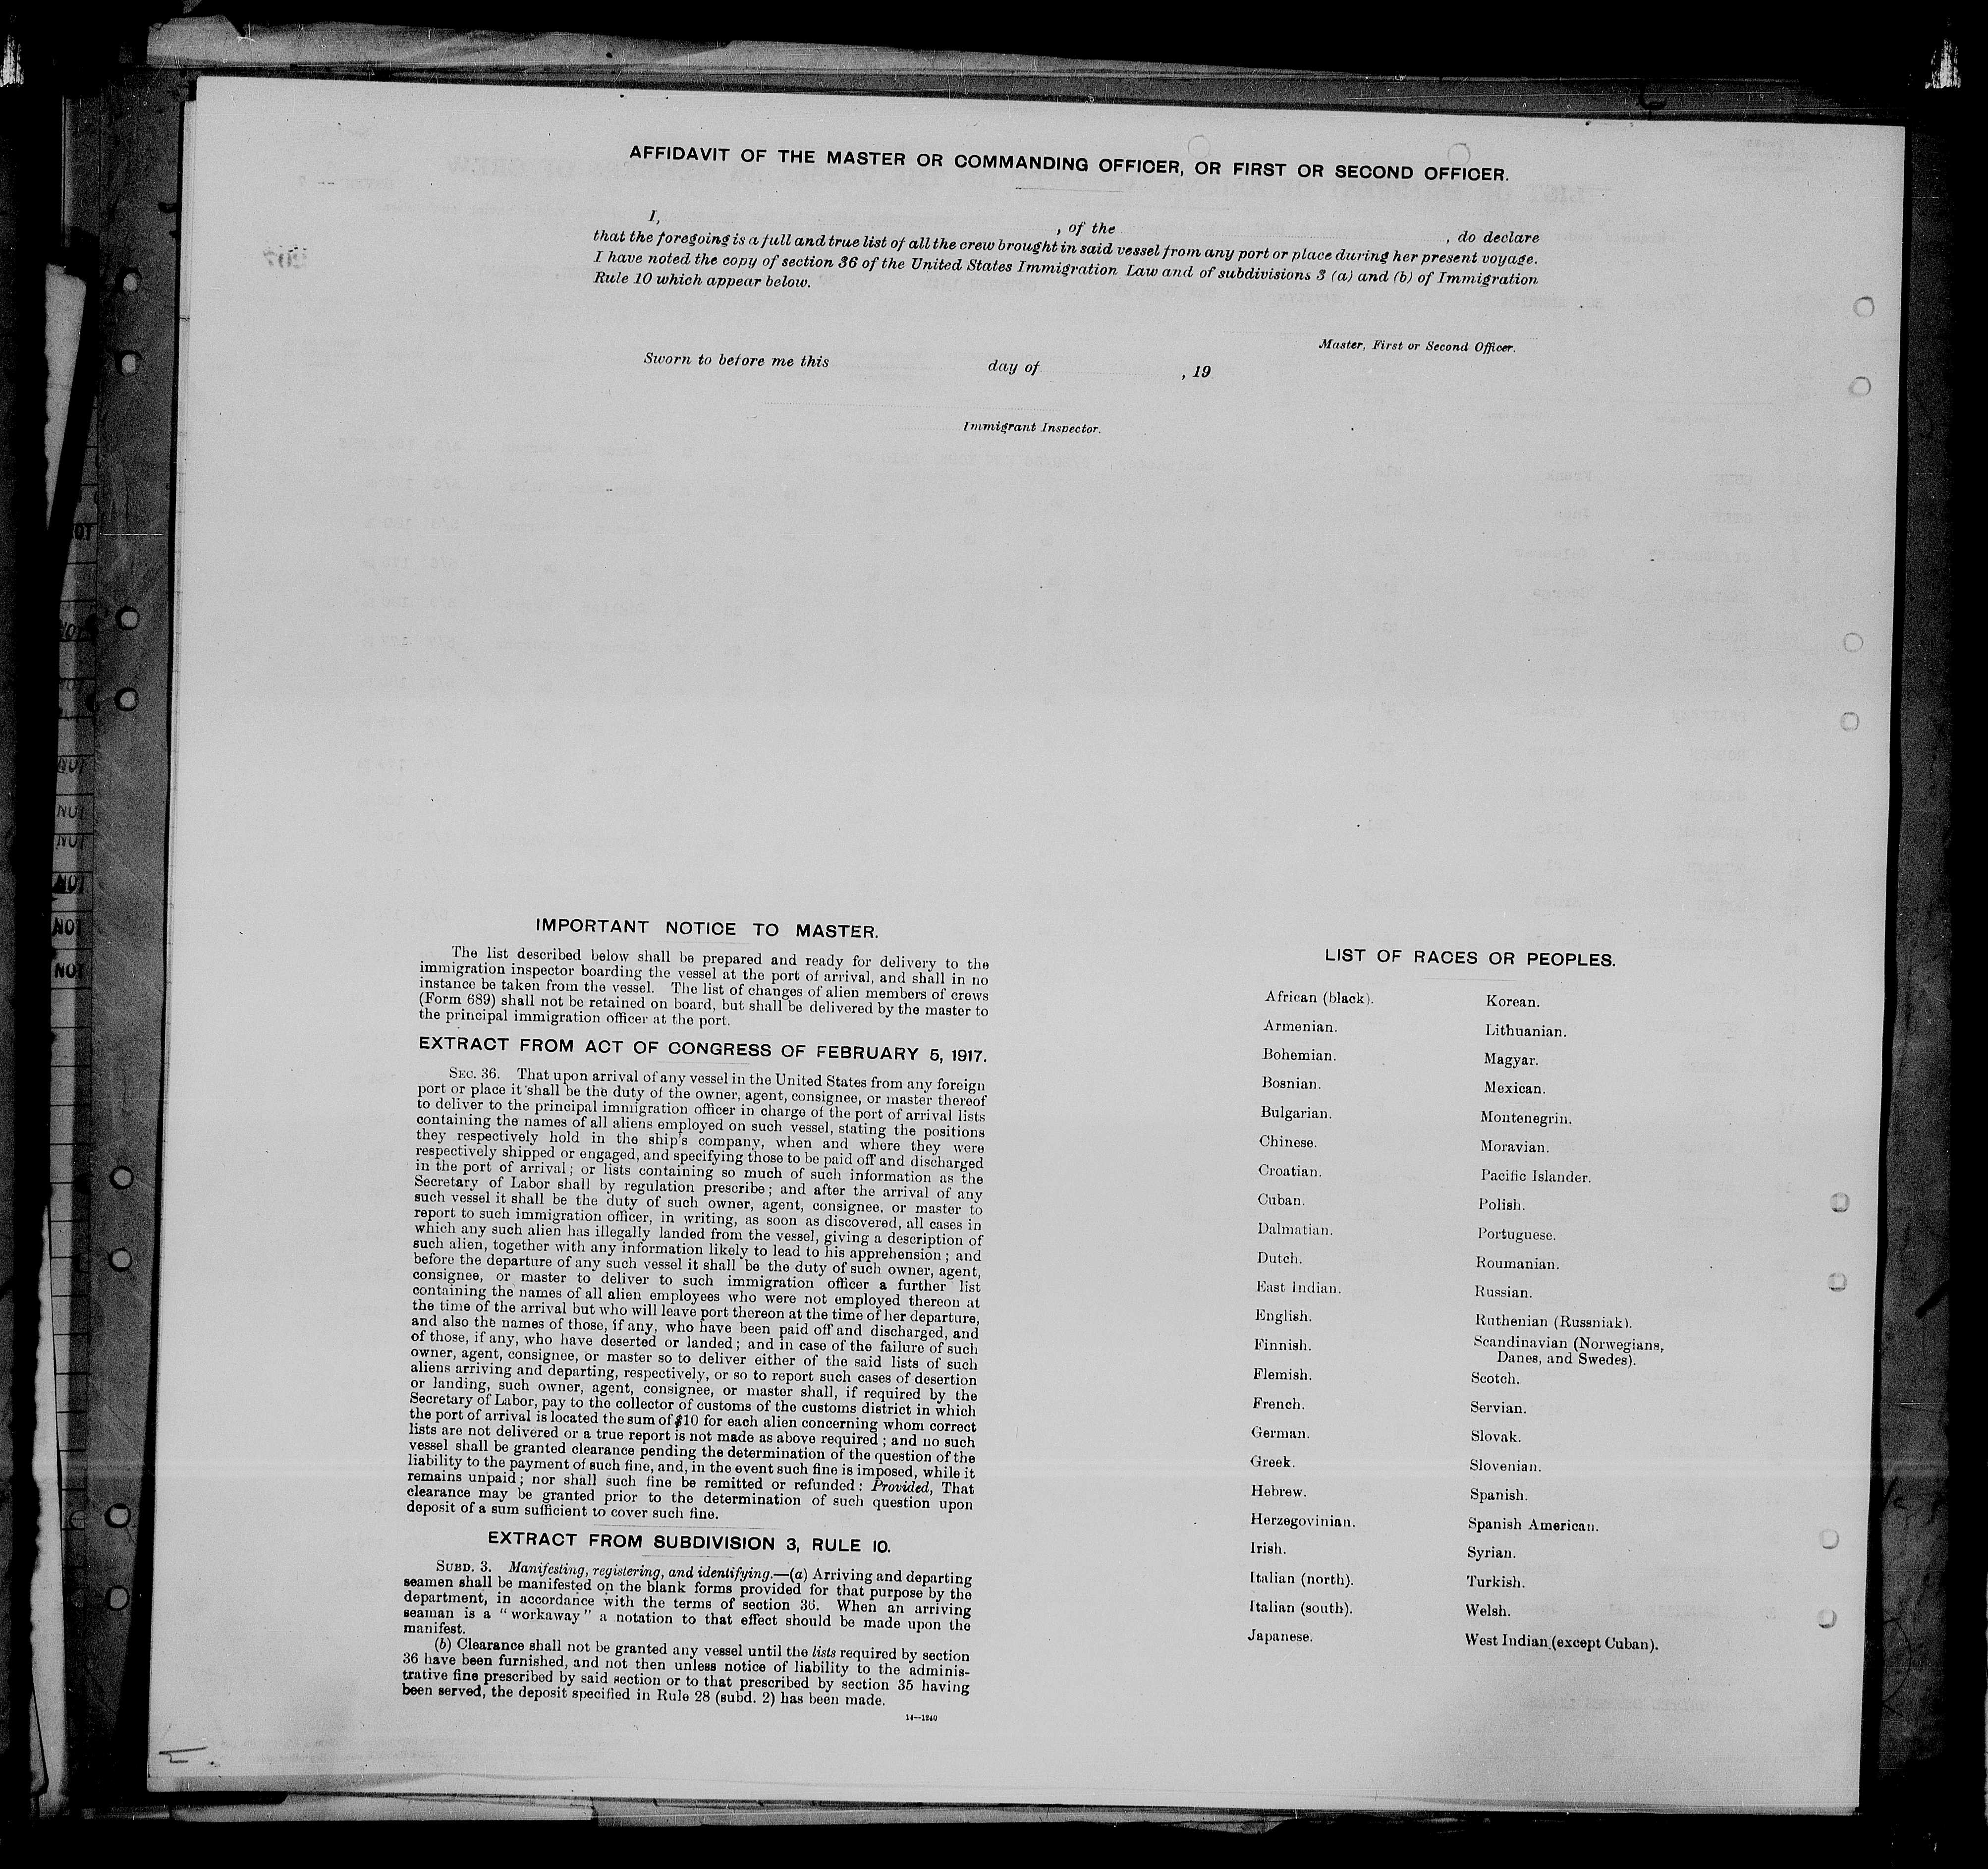 AFFIDAVIT OF THE MASTER OR COMMANDING OFFICER, OR FIRST OR SECOND OFFICER.
I, , of the , do declare
that the foregoing is a full and true list of all the crew brought in said vessel from any port or place during her present voyage.
I have noted the copy of section 36 of the United States Immigration Law and of subdivisions 3 (a) and (b) of Immigration
Rule 10 which appear below.
Master, First or Second Officer.
Sworn to before me this day of , 19
Immigrant Inspector.
IMPORTANT NOTICE TO MASTER.
The list described below shall be prepared and ready for delivery to the
immigration inspector boarding the vessel at the port of arrival, and shall in no
instance be taken from the vessel. The list of changes of alien members of crews
(Form 689) shall not be retained on board, but shall be delivered by the master to
the principal immigration officer at the port.
EXTRACT FROM ACT OF CONGRESS OF FEBRUARY 5, 1917.
SEC. 36. That upon arrival of any vessel in the United States from any foreign
port or place it shall be the duty of the owner, agent, consignee, or master thereof
to deliver to the principal immigration officer in charge of the port of arrival lists
containing the names of all aliens employed on such vessel, stating the positions
they respectively hold in the ship's company, when and where they were
respectively shipped or engaged, and specifying those to be paid off and discharged
in the port of arrival; or lists containing so much of such information as the
Secretary of Labor shall by regulation prescribe; and after the arrival of any
such vessel it shall be the duty of such owner, agent, consignee, or master to
report to such immigration officer, in writing, as soon as discovered, all cases in
which any such alien has illegally landed from the vessel, giving a description of
such alien, together with any information likely to lead to his apprehension; and
before the departure of any such vessel it shall be the duty of such owner, agent,
consignee, or master to deliver to such immigration officer a further list
containing the names of all alien employees who were not employed thereon at
the time of the arrival but who will leave port thereon at the time of her departure,
and also the names of those, if any, who have been paid off and discharged, and
of those, if any, who have deserted or landed; and in case of the failure of such
owner, agent, consignee, or master so to deliver either of the said lists of such
aliens arriving and departing, respectively, or so to report such cases of desertion
or landing, such owner, agent, consignee, or master shall, if required by the
Secretary of Labor, pay to the collector of customs of the customs district in which
the port of arrival is located the sum of $10 for each alien concerning whom correct
lists are not delivered or a true report is not made as above required; and no such
vessel shall be granted clearance pending the determination of the question of the
liability to the payment of such fine, and, in the event such fine is imposed, while it
remains unpaid; nor shall such fine be remitted or refunded: Provided, That
clearance may be granted prior to the determination of such question upon
deposit of a sum sufficient to cover such fine.
EXTRACT FROM SUBDIVISION 3, RULE 10.
SUBD. 3. Manifesting, registering, and identifying.—(a) Arriving and departing
seamen shall be manifested on the blank forms provided for that purpose by the
department, in accordance with the terms of section 36. When an arriving
seaman is a "workaway" a notation to that effect should be made upon the
manifest.
(b) Clearance shall not be granted any vessel until the lists required by section
36 have been furnished, and not then unless notice of liability to the adminis-
trative fine prescribed by said section or to that prescribed by section 35 having
been served, the deposit specified in Rule 28 (subd. 2) has been made.
14—1240
LIST OF RACES OR PEOPLES.
African (black).
Armenian.
Bohemian.
Bosnian.
Bulgarian.
Chinese.
Croatian.
Cuban.
Dalmatian.
Dutch.
East Indian.
English.
Finnish.
Flemish.
French.
German.
Greek.
Hebrew.
Herzegovinian.
Irish.
Italian (north).
Italian (south).
Japanese.
Korean.
Lithuanian.
Magyar.
Mexican.
Montenegrin.
Moravian.
Pacific Islander.
Polish.
Portuguese.
Roumanian.
Russian.
Ruthenian (Russniak).
Scandinavian (Norwegians,
Danes, and Swedes).
Scotch.
Servian.
Slovak.
Slovenian.
Spanish.
Spanish American.
Syrian.
Turkish.
Welsh.
West Indian (except Cuban).
NOT
NOT
NOT
NOT
NOT
NOT
NOT
NOT
NOT